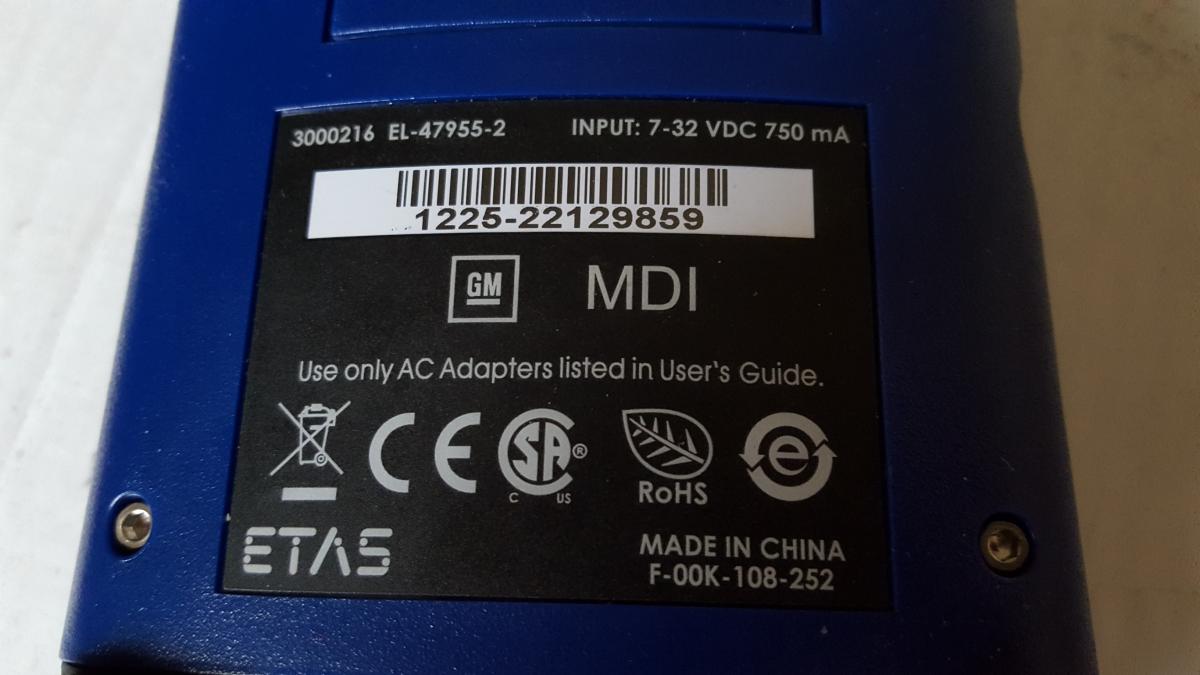 3000216 EL-47955-2 INPUT: 7-32 VDC 750 mA
1225-22129859
GM MDI
Use only AC Adapters listed in User's Guide.
CE SA ® e
C US RoHS
ETAS MADE IN CHINA
F-00K-108-252